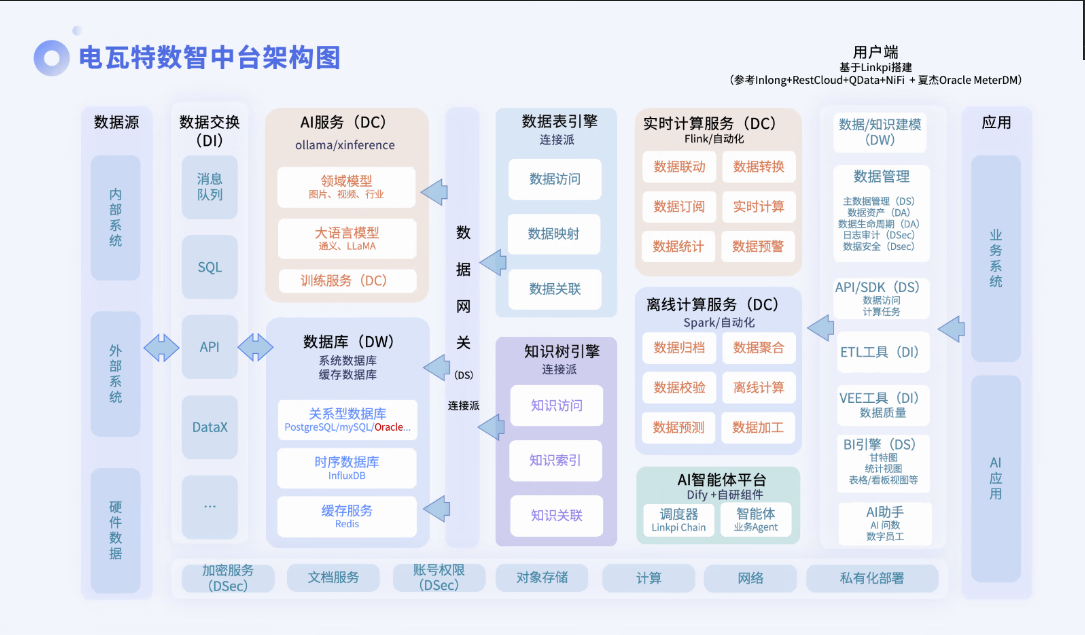 电瓦特数智中台架构图
用户端
基于Linkpi搭建
（参考Inlong+RestCloud+QData+NiFi + 夏杰Oracle MeterDM）
数据源
内部系统
外部系统
硬件数据
数据交换
（DI）
消息
队列
SQL
API
DataX
...
AI服务（DC）
ollama/xinference
领域模型
图片、视频、行业
大语言模型
通义、LLaMA
训练服务（DC）
数据库（DW）
系统数据库
缓存数据库
关系型数据库
PostgreSQL/mySQL/Oracle...
时序数据库
InfluxDB
缓存服务
Redis
数据网关
（DS）
连接派
数据表引擎
连接派
数据访问
数据映射
数据关联
知识树引擎
连接派
知识访问
知识索引
知识关联
实时计算服务（DC）
Flink/自动化
数据联动 数据转换
数据订阅 实时计算
数据统计 数据预警
离线计算服务（DC）
Spark/自动化
数据归档 数据聚合
数据校验 离线计算
数据预测 数据加工
AI智能体平台
Dify +自研组件
调度器
Linkpi Chain
智能体
业务Agent
数据/知识建模
（DW）
数据管理
主数据管理（DS）
数据资产（DA）
数据生命周期（DA）
日志审计（DSec）
数据安全（Dsec）
API/SDK（DS）
数据访问
计算任务
ETL工具（DI）
VEE工具（DI）
数据质量
BI引擎（DS）
甘特图
统计视图
表格/看板视图等
AI助手
AI 问数
数字员工
应用
业务系统
AI应用
加密服务
（DSec）
文档服务
账号权限
（DSec）
对象存储
计算
网络
私有化部署